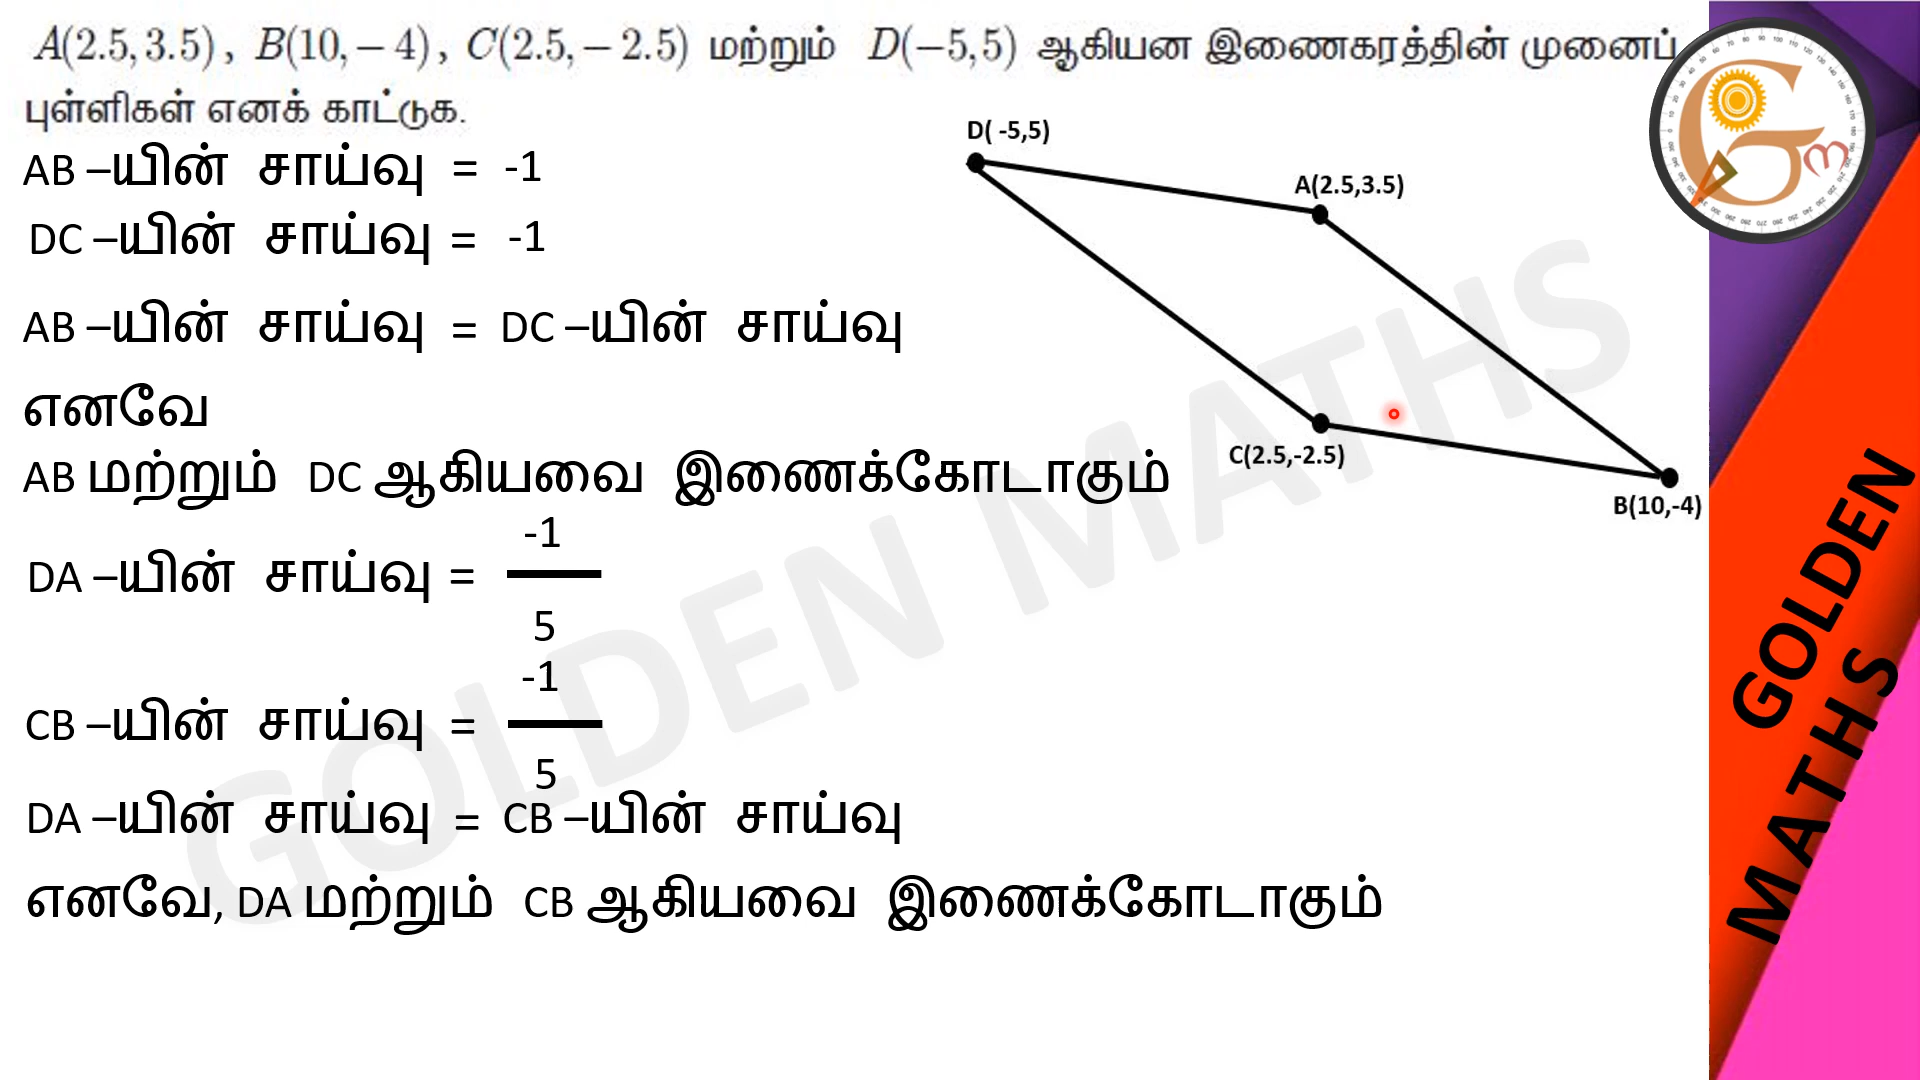 A(2.5,3.5), B(10,−4), C(2.5,−2.5) மற்றும் D(−5,5) ஆகியன இணைகரத்தின் முனைப்
புள்ளிகள் எனக் காட்டுக.
AB –யின் சாய்வு = -1
DC –யின் சாய்வு = -1
AB –யின் சாய்வு = DC –யின் சாய்வு
எனவே
AB மற்றும் DC ஆகியவை இணைக்கோடாகும்
DA –யின் சாய்வு = -1/5
CB –யின் சாய்வு = -1/5
DA –யின் சாய்வு = CB –யின் சாய்வு
எனவே, DA மற்றும் CB ஆகியவை இணைக்கோடாகும்
D( -5,5)
A(2.5,3.5)
C(2.5,-2.5)
B(10,-4)
GOLDEN MATHS
GOLDEN
MATHS